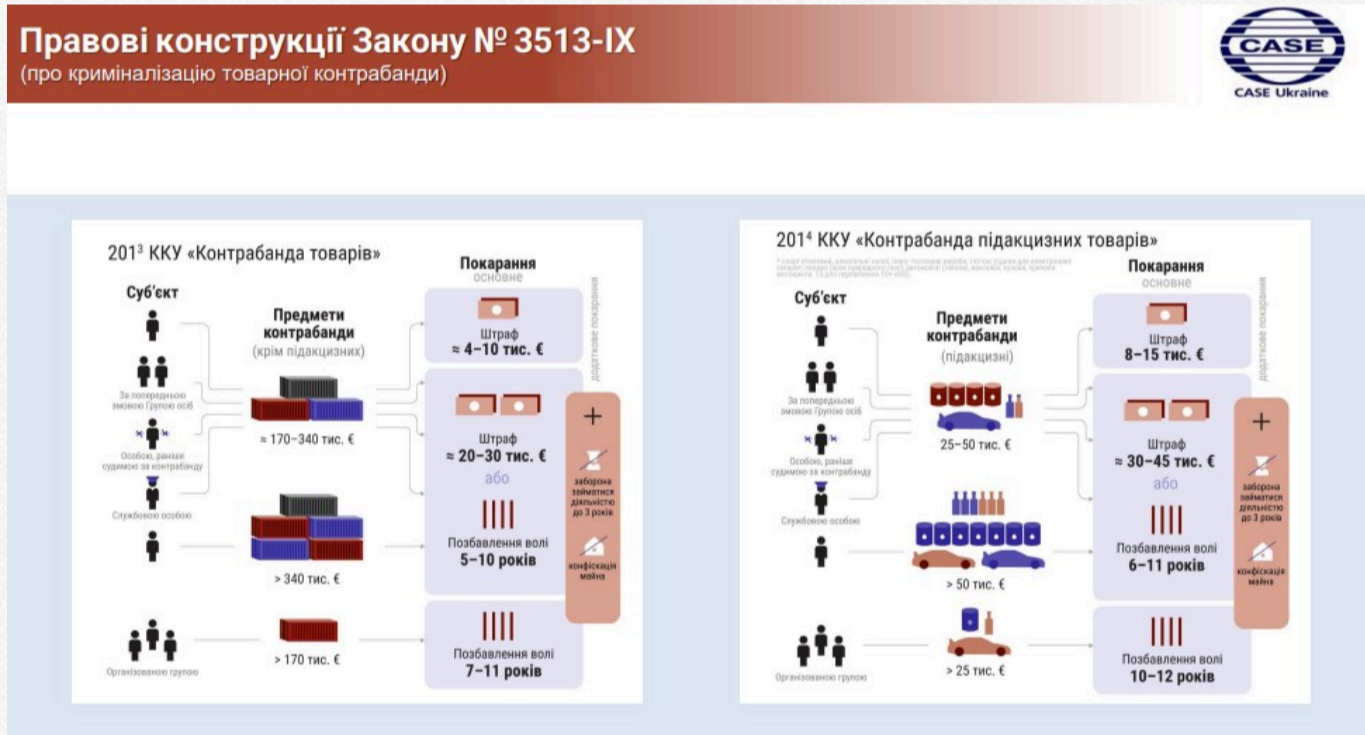 Правові конструкції Закону № 3513-IX
(про криміналізацію товарної контрабанди)
CASE
CASE Ukraine
201³ ККУ «Контрабанда товарів»
Суб'єкт
За попередньою
змовою Групою осіб
Особою, раніше
судимою за контрабанду
Службовою особою
Організованою групою
Предмети
контрабанди
(крім підакцизних)
≈ 170–340 тис. €
> 340 тис. €
> 170 тис. €
Покарання
основне
Штраф
≈ 4–10 тис. €
Штраф
≈ 20–30 тис. €
або
Позбавлення волі
5–10 років
Позбавлення волі
7–11 років
додаткове покарання
+
заборона
займатися
діяльністю
до 3 років
конфіскація
майна
201⁴ ККУ «Контрабанда підакцизних товарів»
Суб'єкт
За попередньою
змовою Групою осіб
Особою, раніше
судимою за контрабанду
Службовою особою
Організованою групою
Предмети
контрабанди
(підакцизні)
25–50 тис. €
> 50 тис. €
> 25 тис. €
Покарання
основне
Штраф
8–15 тис. €
Штраф
≈ 30–45 тис. €
або
Позбавлення волі
6–11 років
Позбавлення волі
10–12 років
додаткове покарання
+
заборона
займатися
діяльністю
до 3 років
конфіскація
майна